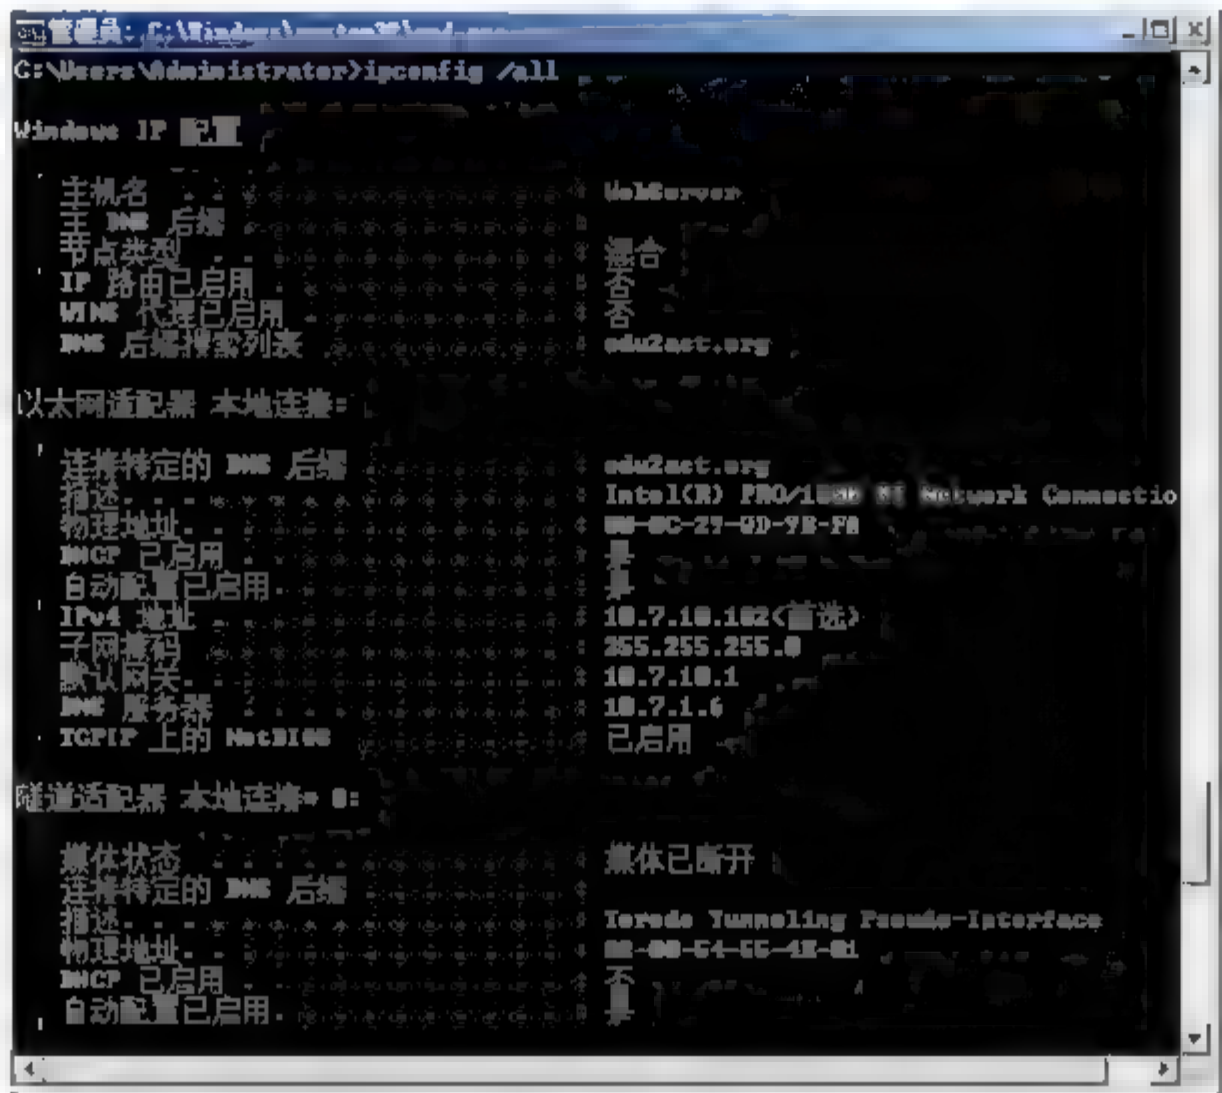 管理员: C:\Windows\
C:\Users\Administrator>ipconfig /all
Windows IP 配置
主机名 . . . . . . . . . . . . . : WebServer
主 DNS 后缀 . . . . . . . . . . . :
节点类型 . . . . . . . . . . . . : 混合
IP 路由已启用 . . . . . . . . . . : 否
WINS 代理已启用 . . . . . . . . . : 否
DNS 后缀搜索列表 . . . . . . . . : edu2act.org
以太网适配器 本地连接:
连接特定的 DNS 后缀 . . . . . . . : edu2act.org
描述. . . . . . . . . . . . . . . : Intel(R) PRO/1000 MT Network Connectio
物理地址. . . . . . . . . . . . . :
DHCP 已启用 . . . . . . . . . . . : 是
自动配置已启用. . . . . . . . . . : 是
IPv4 地址 . . . . . . . . . . . . : 10.7.10.102(首选)
子网掩码 . . . . . . . . . . . . : 255.255.255.0
默认网关. . . . . . . . . . . . . : 10.7.10.1
DNS 服务器 . . . . . . . . . . . : 10.7.1.6
TCPIP 上的 NetBIOS . . . . . . . : 已启用
隧道适配器 本地连接*
媒体状态 . . . . . . . . . . . . : 媒体已断开
连接特定的 DNS 后缀 . . . . . . . :
描述. . . . . . . . . . . . . . . : Teredo Tunneling Pseudo-Interface
物理地址. . . . . . . . . . . . . :
DHCP 已启用 . . . . . . . . . . . : 否
自动配置已启用. . . . . . . . . . : 是